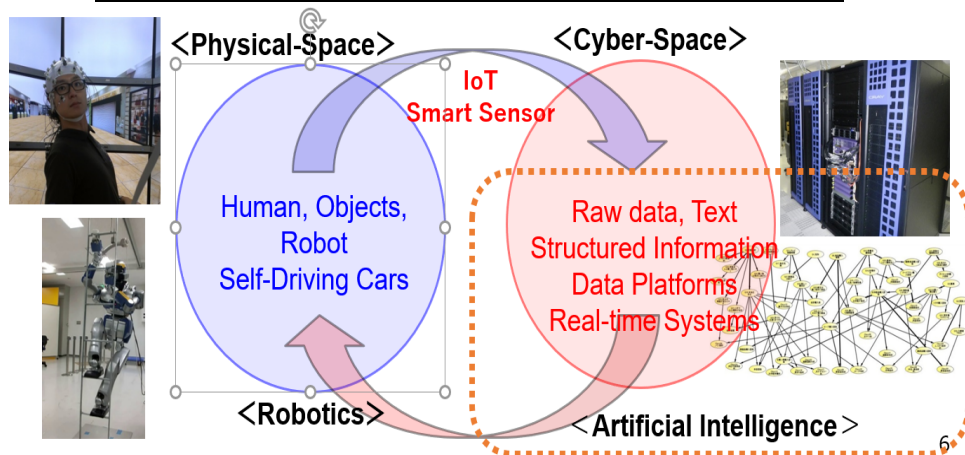 <Physical-Space>
<Cyber-Space>
IoT
Smart Sensor
Human, Objects,
Robot
Self-Driving Cars
Raw data, Text
Structured Information
Data Platforms
Real-time Systems
<Robotics>
<Artificial Intelligence>
6